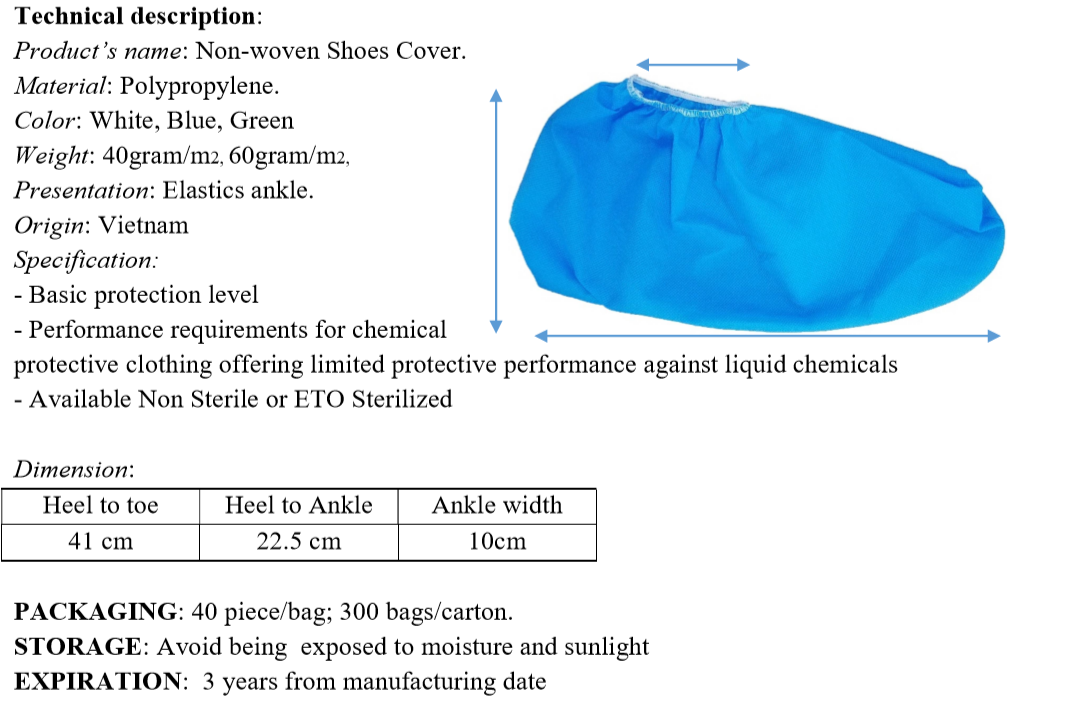 Technical description:
Product’s name: Non-woven Shoes Cover.
Material: Polypropylene.
Color: White, Blue, Green
Weight: 40gram/m2, 60gram/m2,
Presentation: Elastics ankle.
Origin: Vietnam
Specification:
- Basic protection level
- Performance requirements for chemical
protective clothing offering limited protective performance against liquid chemicals
- Available Non Sterile or ETO Sterilized
Dimension:
Heel to toe Heel to Ankle Ankle width
41 cm 22.5 cm 10cm
PACKAGING: 40 piece/bag; 300 bags/carton.
STORAGE: Avoid being  exposed to moisture and sunlight
EXPIRATION:  3 years from manufacturing date